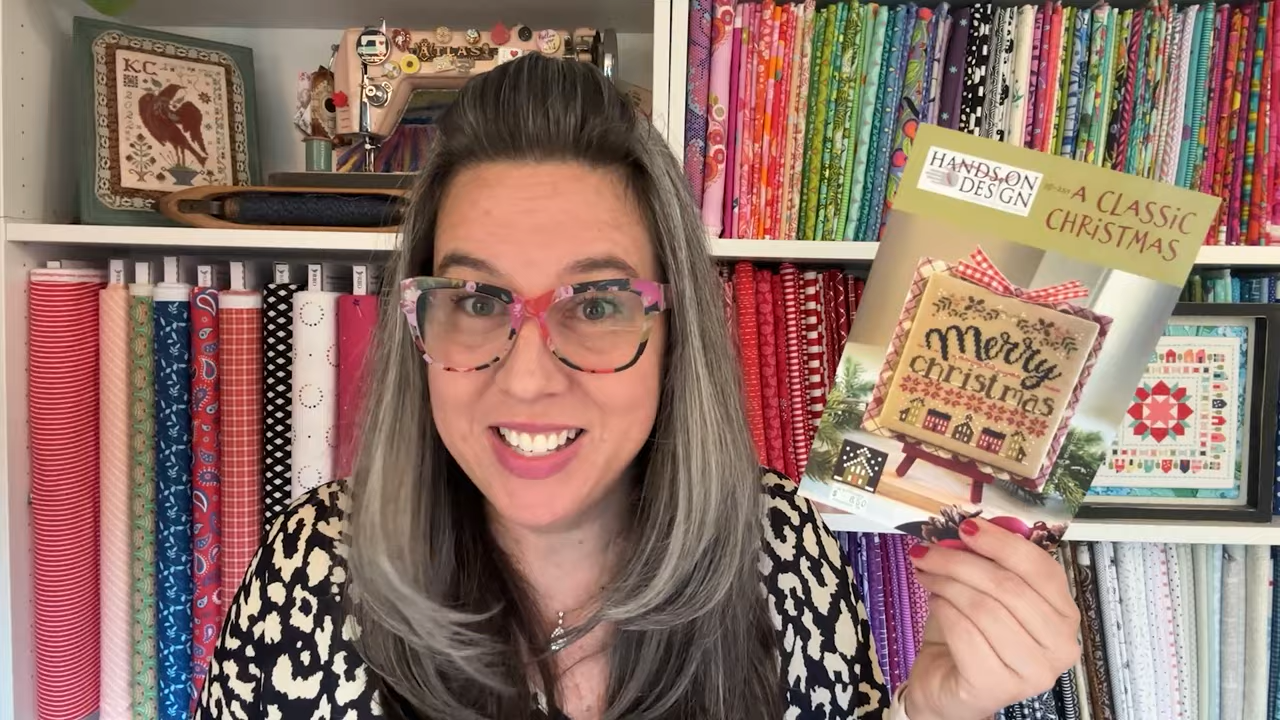 KC
ATLAS
HANDS ON
DESIGN
A CLASSIC
CHRISTMAS
Merry
christmas